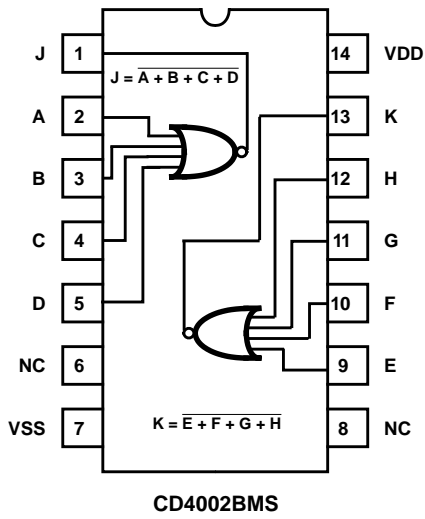 J 1 14 VDD
J = A + B + C + D
A 2 13 K
B 3 12 H
C 4 11 G
D 5 10 F
NC 6 9 E
K = E + F + G + H
VSS 7 8 NC
CD4002BMS